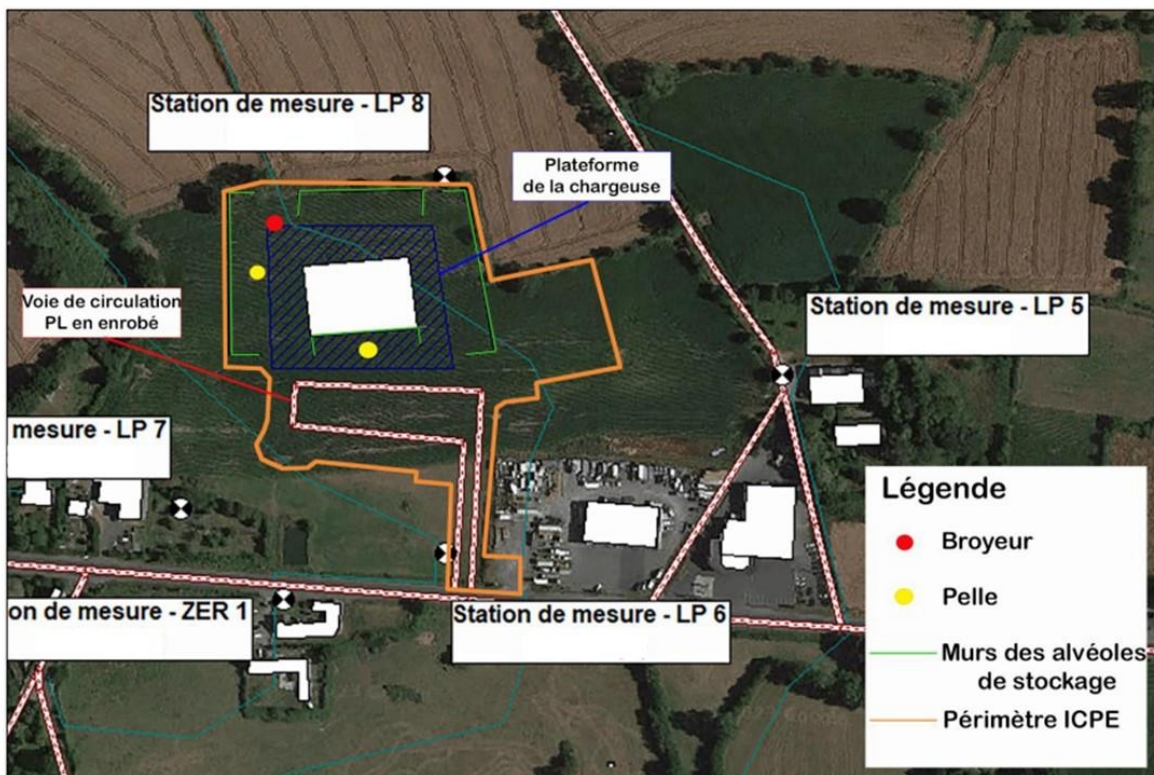 Station de mesure - LP 8
Plateforme
de la chargeuse
Voie de circulation
PL en enrobé
Station de mesure - LP 5
mesure - LP 7
on de mesure - ZER 1
Station de mesure - LP 6
Légende
Broyeur
Pelle
Murs des alvéoles
de stockage
Périmètre ICPE